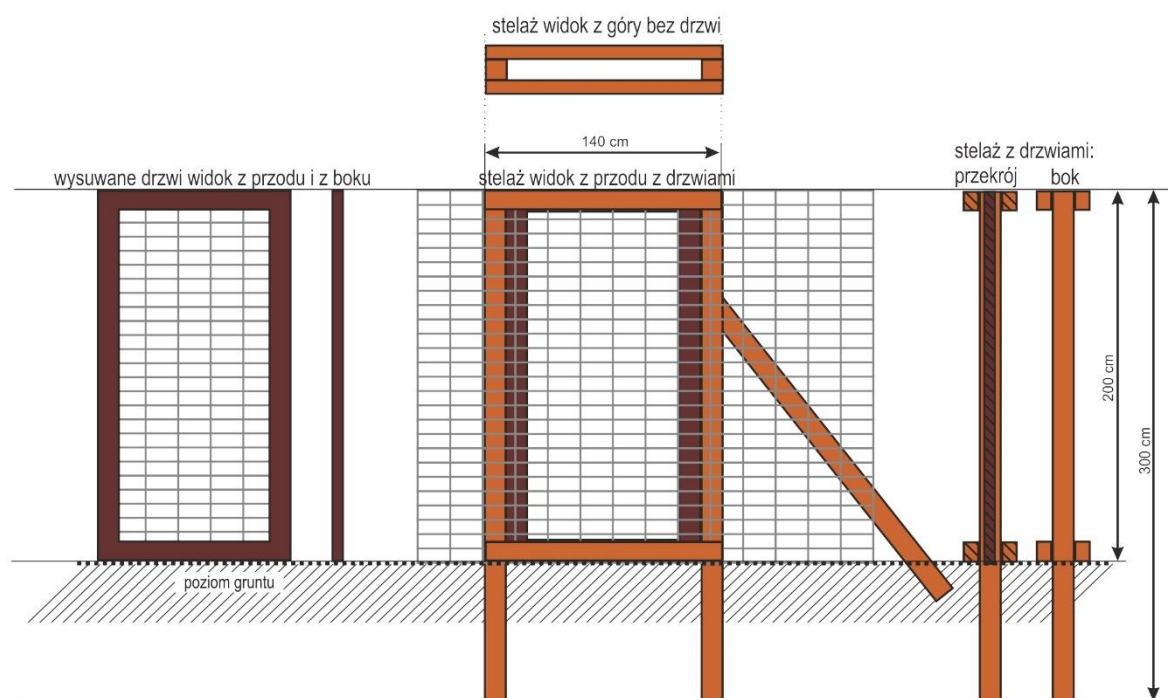 stelaż widok z góry bez drzwi
140 cm
wysuwane drzwi widok z przodu i z boku
stelaż widok z przodu z drzwiami
stelaż z drzwiami:
przekrój bok
200 cm
300 cm
poziom gruntu